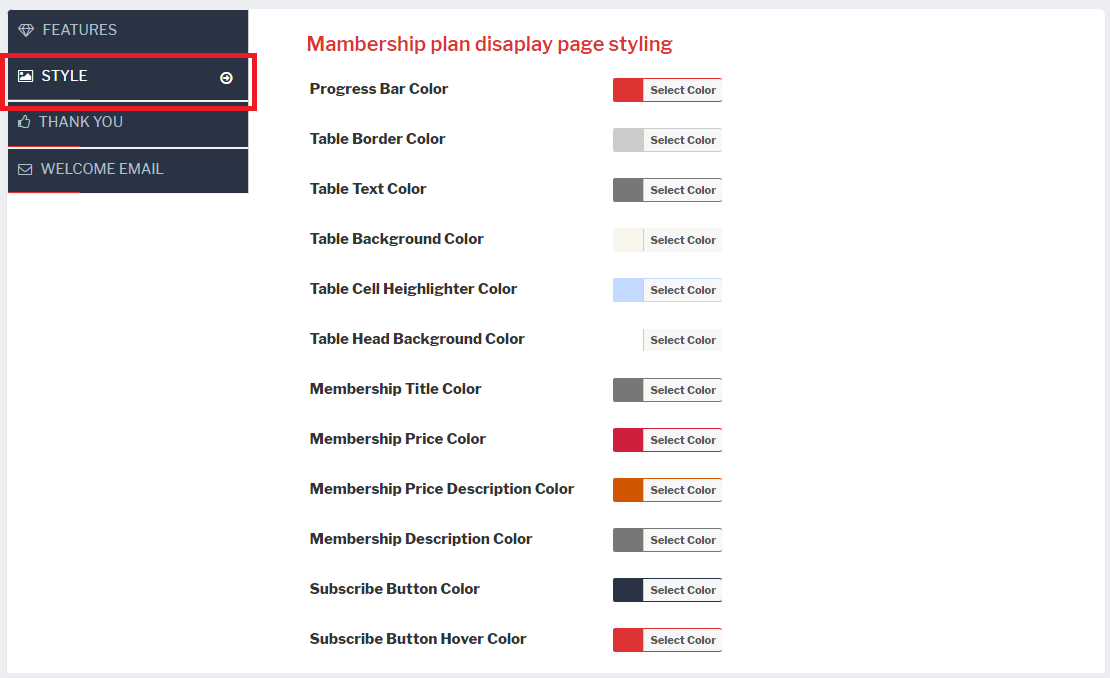 FEATURES
STYLE
THANK YOU
WELCOME EMAIL
Mambership plan disaplay page styling
Progress Bar Color Select Color
Table Border Color Select Color
Table Text Color Select Color
Table Background Color Select Color
Table Cell Heighlighter Color Select Color
Table Head Background Color Select Color
Membership Title Color Select Color
Membership Price Color Select Color
Membership Price Description Color Select Color
Membership Description Color Select Color
Subscribe Button Color Select Color
Subscribe Button Hover Color Select Color